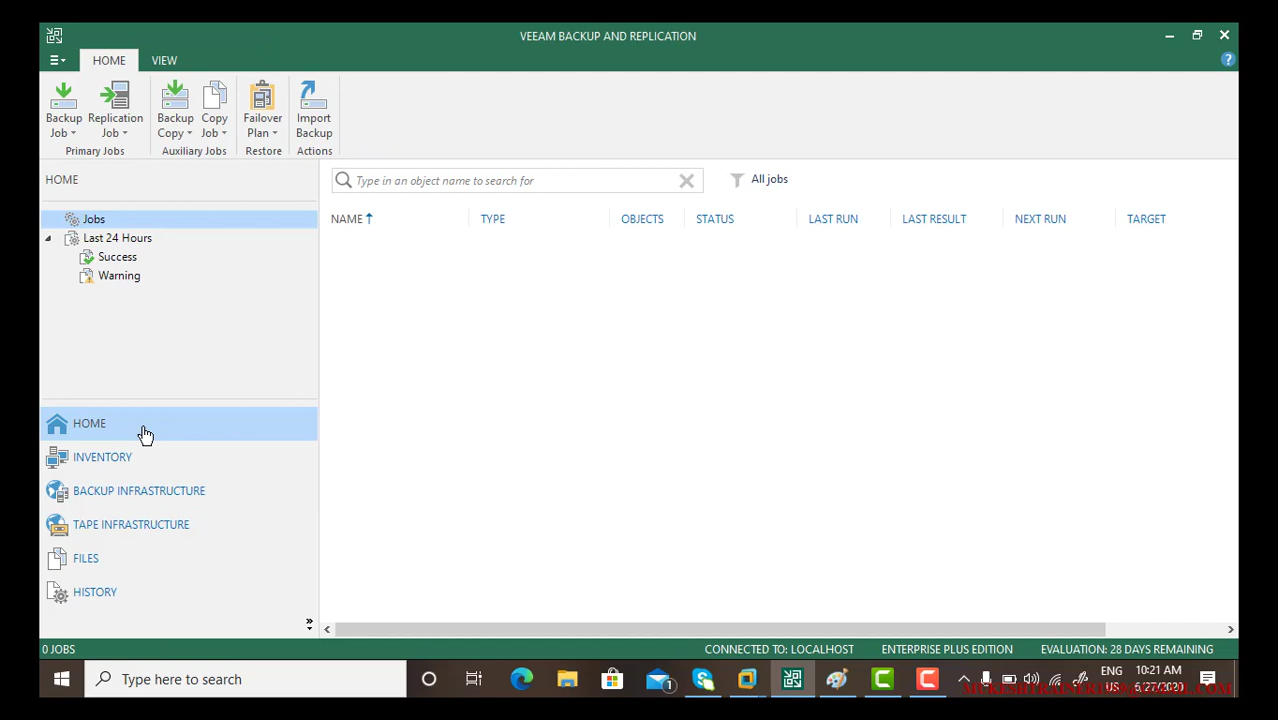 VEEAM BACKUP AND REPLICATION
HOME VIEW
Backup Job Replication Job Backup Copy Copy Job Failover Plan Import Backup
Primary Jobs Auxiliary Jobs Restore Actions
HOME
Type in an object name to search for
All jobs
Jobs
Last 24 Hours
Success
Warning
NAME TYPE OBJECTS STATUS LAST RUN LAST RESULT NEXT RUN TARGET
HOME
INVENTORY
BACKUP INFRASTRUCTURE
TAPE INFRASTRUCTURE
FILES
HISTORY
0 JOBS CONNECTED TO: LOCALHOST ENTERPRISE PLUS EDITION EVALUATION: 28 DAYS REMAINING
Type here to search
1
ENG
US
10:21 AM
6/27/2020